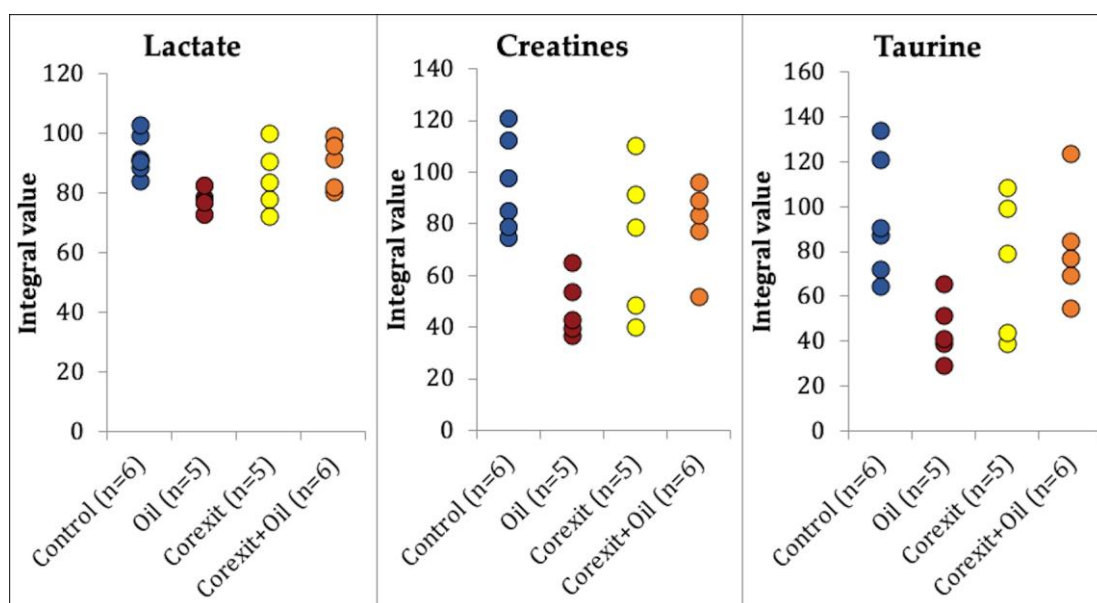 Lactate
Integral value
120
100
80
60
40
20
0
Control (n=6)
Oil (n=5)
Corexit (n=5)
Corexit+Oil (n=6)
Creatines
Integral value
140
120
100
80
60
40
20
0
Control (n=6)
Oil (n=5)
Corexit (n=5)
Corexit+Oil (n=6)
Taurine
Integral value
160
140
120
100
80
60
40
20
0
Control (n=6)
Oil (n=5)
Corexit (n=5)
Corexit+Oil (n=6)